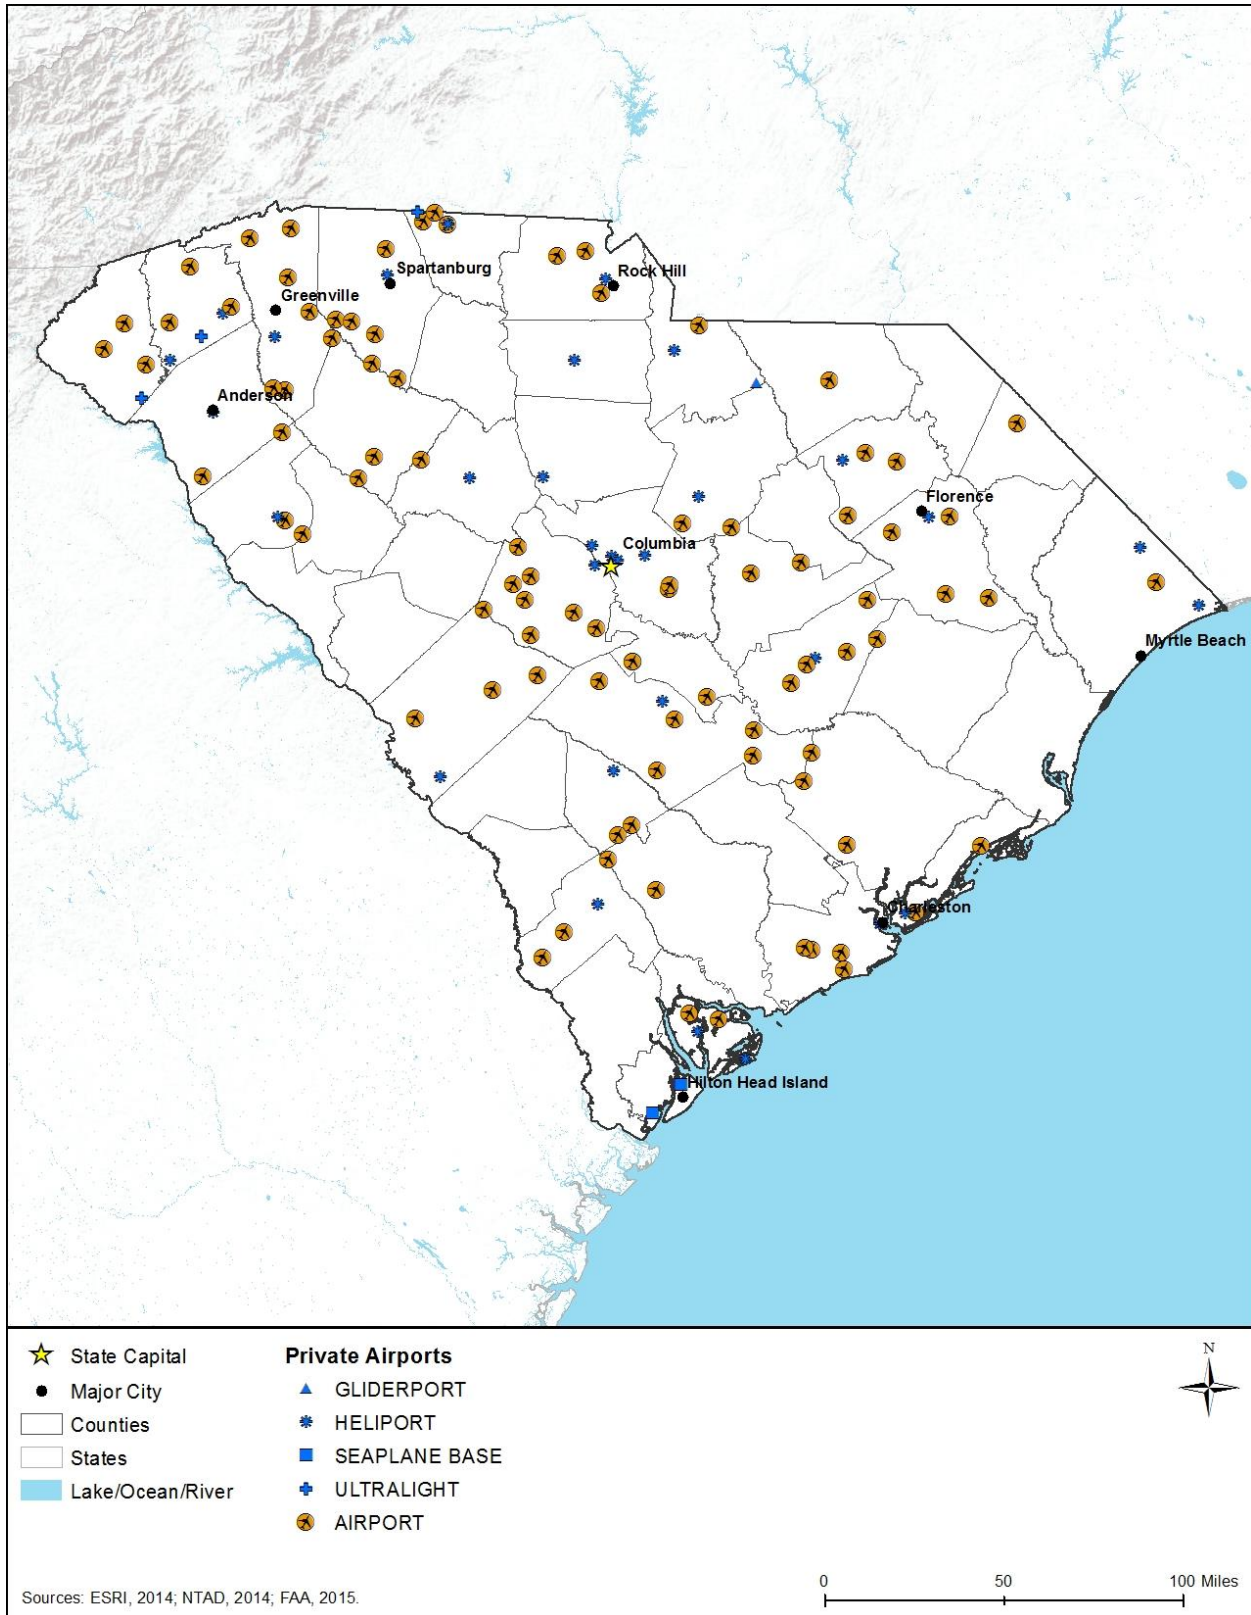 Spartanburg
Rock Hill
Greenville
Anderson
Florence
Columbia
Myrtle Beach
Charleston
Hilton Head Island
State Capital
Major City
Counties
States
Lake/Ocean/River
Private Airports
GLIDERPORT
HELIPORT
SEAPLANE BASE
ULTRALIGHT
AIRPORT
N
0 50 100 Miles
Sources: ESRI, 2014; NTAD, 2014; FAA, 2015.